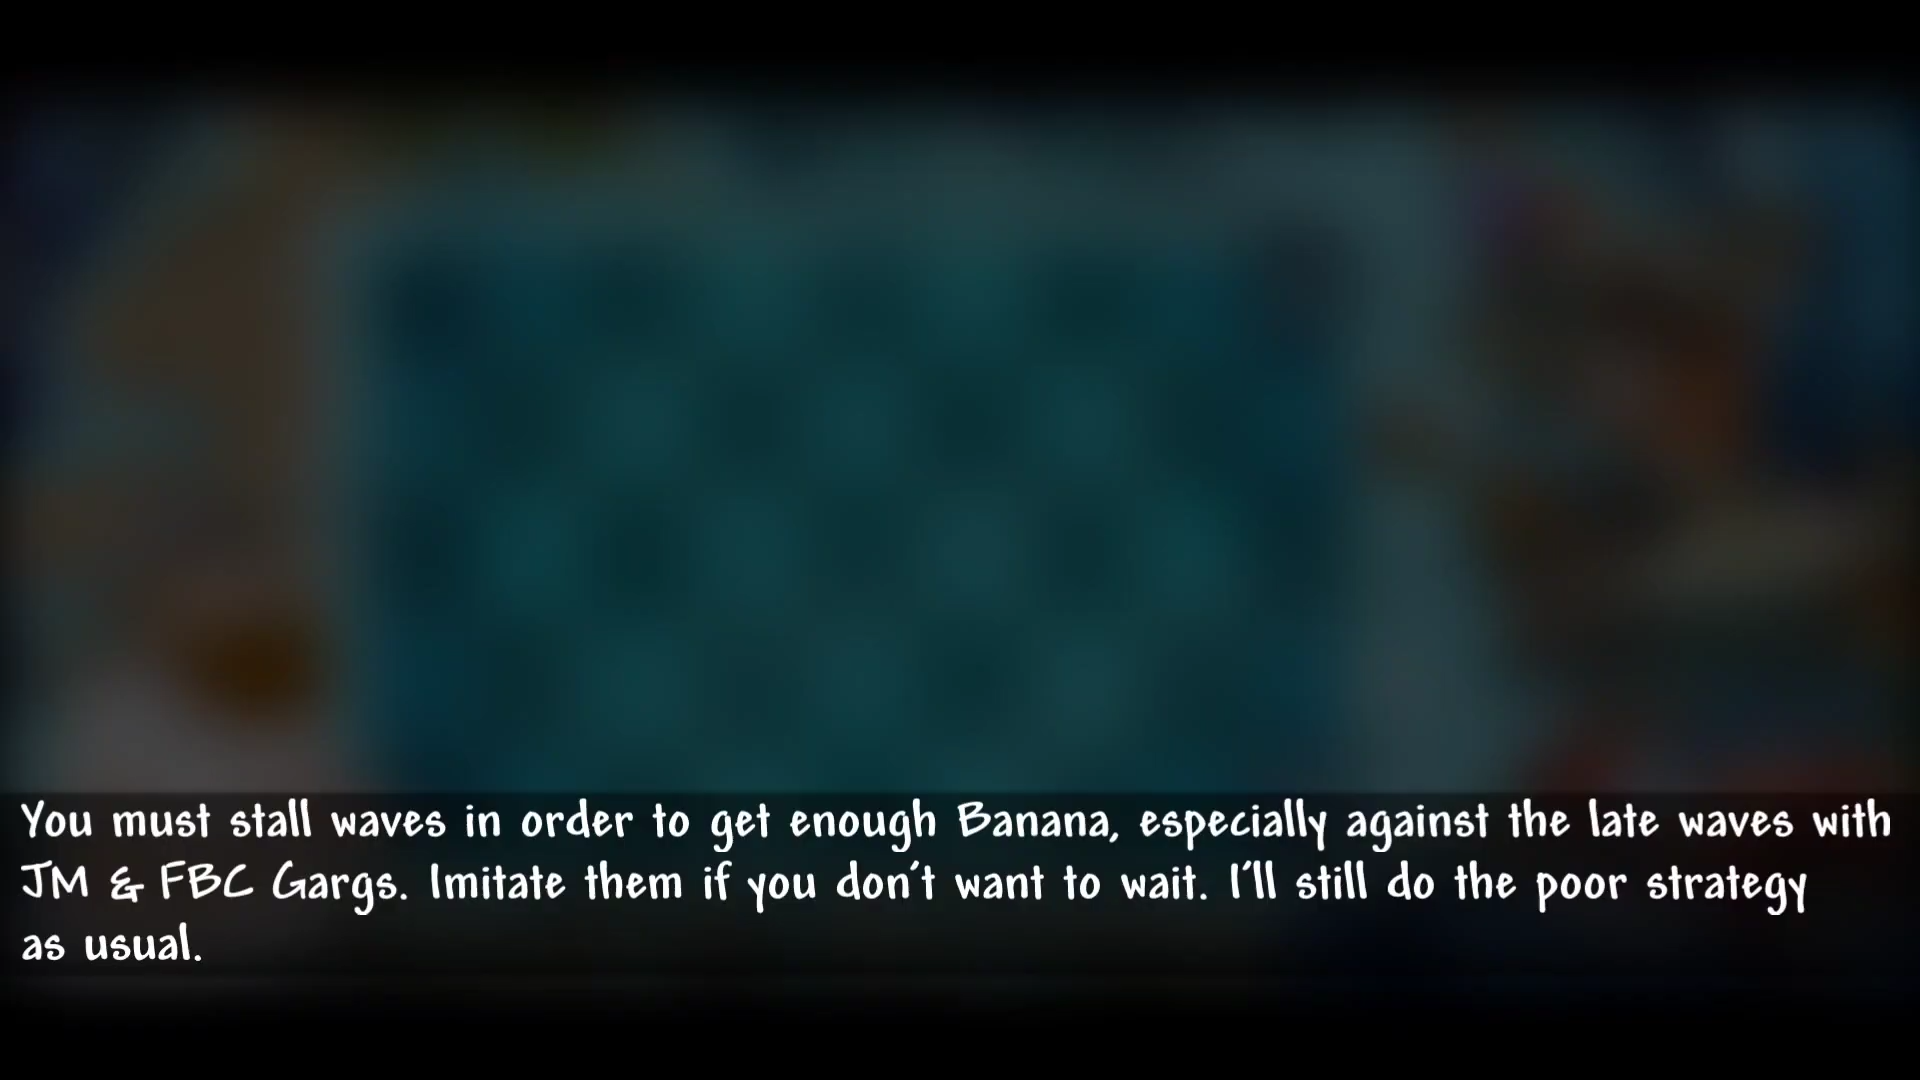 You must stall waves in order to get enough Banana, especially against the late waves with
JM & FBC Gargs. Imitate them if you don't want to wait. I'll still do the poor strategy
as usual.